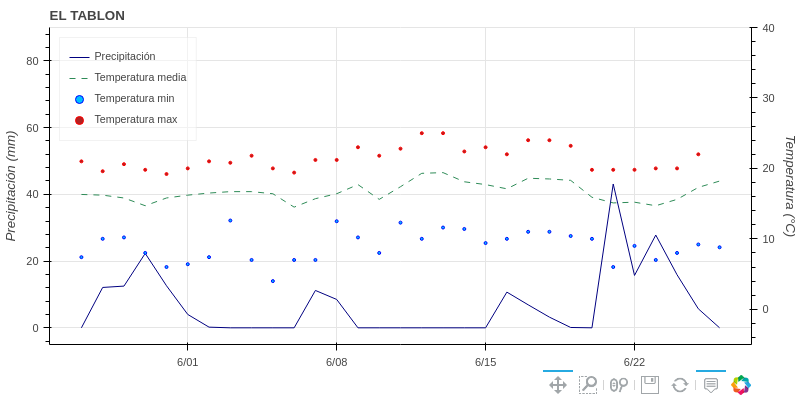 EL TABLON
Precipitación
Temperatura media
Temperatura min
Temperatura max
Precipitación (mm)
80
60
40
20
0
40
30
20
10
0
Temperatura (°C)
6/01
6/08
6/15
6/22